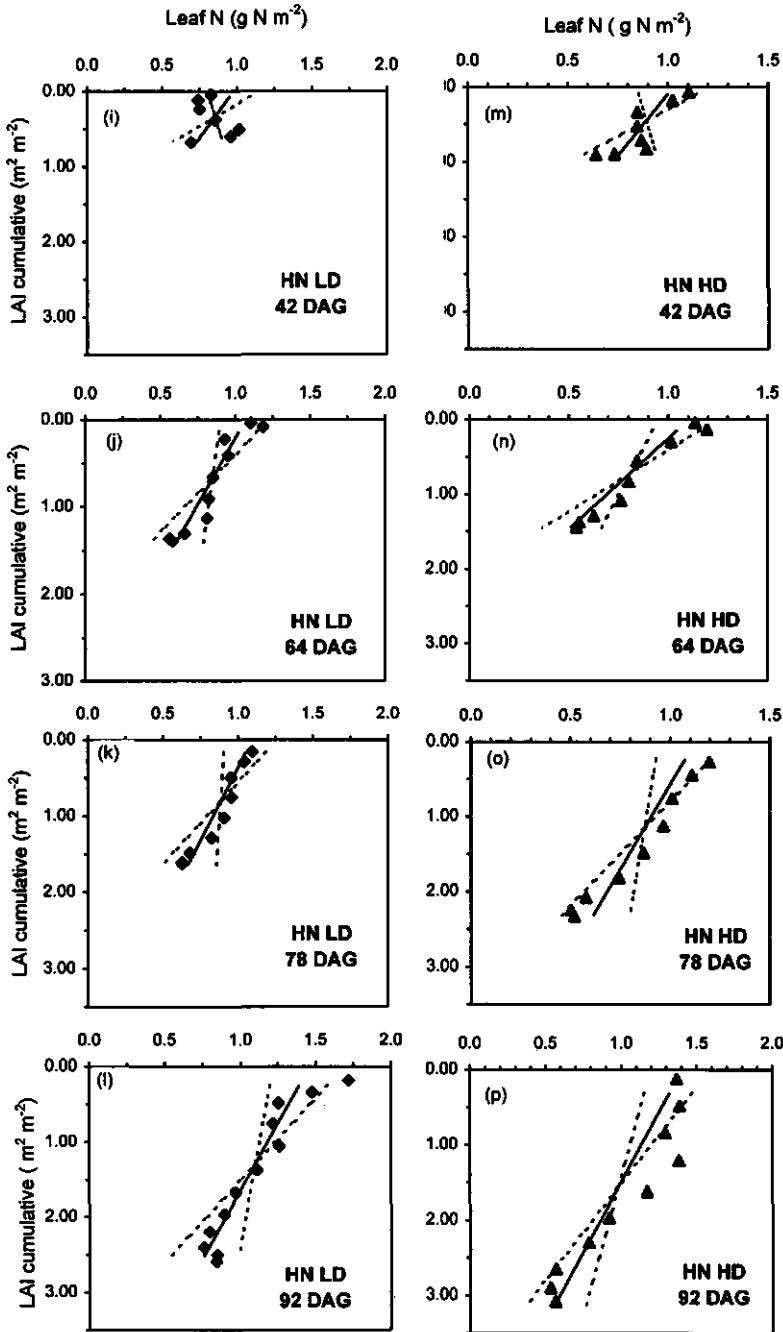 Leaf N (g N m-2)
Leaf N ( g N m-2)
0.0 0.5 1.0 1.5 2.0
0.0 0.5 1.0 1.5
LAI cumulative (m2 m-2)
0.00
1.00
2.00
3.00
(i)
HN LD
42 DAG
(m)
HN HD
42 DAG
0.0 0.5 1.0 1.5 2.0
0.0 0.5 1.0 1.5
LAI cumulative (m2 m-2)
0.00
1.00
2.00
3.00
(j)
HN LD
64 DAG
0.00
1.00
2.00
3.00
(n)
HN HD
64 DAG
0.0 0.5 1.0 1.5 2.0
0.0 0.5 1.0 1.5
LAI cumulative (m2 m-2)
0.00
1.00
2.00
3.00
(k)
HN LD
78 DAG
0.00
1.00
2.00
3.00
(o)
HN HD
78 DAG
0.0 0.5 1.0 1.5 2.0
0.0 0.5 1.0 1.5 2.0
LAI cumulative ( m2 m-2)
0.00
1.00
2.00
3.00
(l)
HN LD
92 DAG
0.00
1.00
2.00
3.00
(p)
HN HD
92 DAG